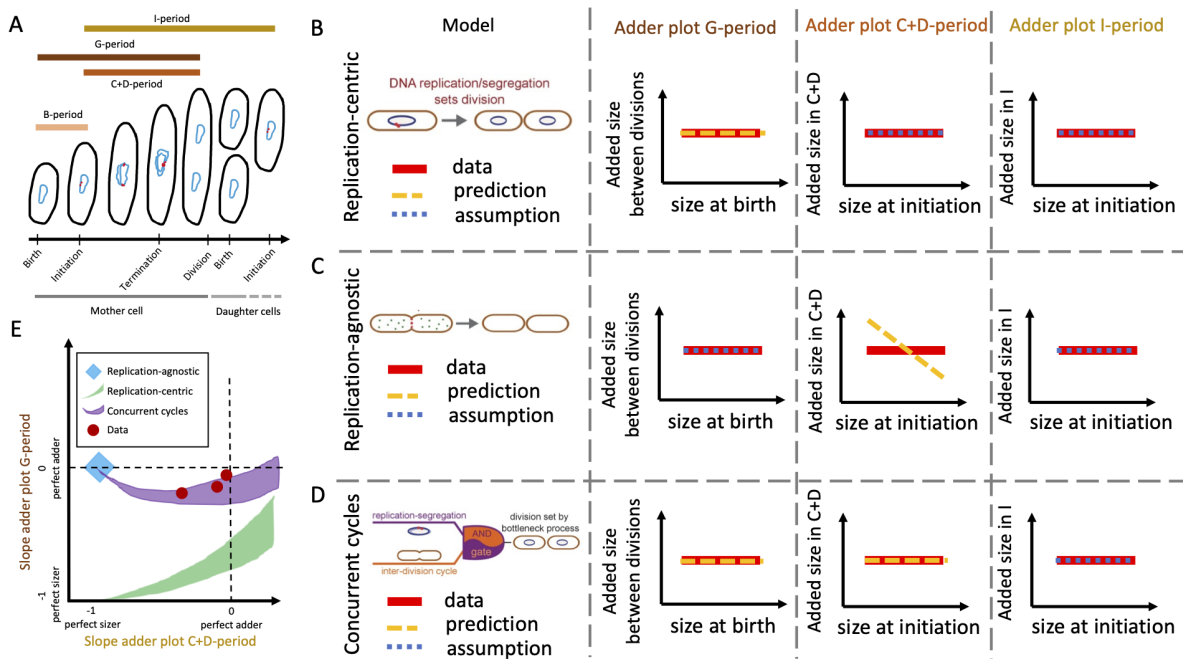 A
I-period
G-period
C+D-period
B-period
Birth
Initiation
Termination
Division
Birth
Initiation
Mother cell
Daughter cells
Model
Adder plot G-period
Adder plot C+D-period
Adder plot I-period
B
Replication-centric
DNA replication/segregation
sets division
data
prediction
assumption
Added size
between divisions
size at birth
Added size in C+D
size at initiation
Added size in I
size at initiation
C
Replication-agnostic
data
prediction
assumption
Added size
between divisions
size at birth
Added size in C+D
size at initiation
Added size in I
size at initiation
D
Concurrent cycles
replication-segregation
AND
gate
inter-division cycle
division set by
bottleneck process
data
prediction
assumption
Added size
between divisions
size at birth
Added size in C+D
size at initiation
Added size in I
size at initiation
E
Replication-agnostic
Replication-centric
Concurrent cycles
Data
Slope adder plot G-period
0
perfect adder
-1
perfect sizer
-1
perfect sizer
0
perfect adder
Slope adder plot C+D-period